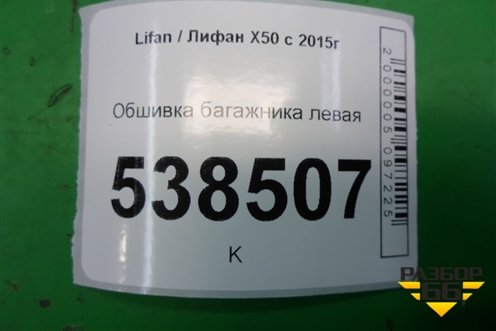 Lifan / Лифан X50 с 2015г
Обшивка багажника левая
538507
К
2000005097225
РАЗБОР
66